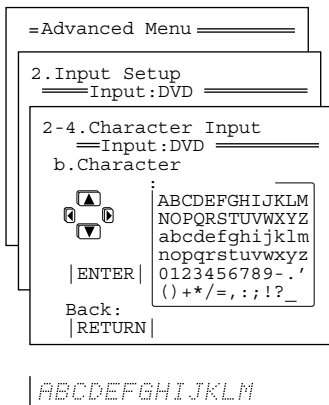 =Advanced Menu
2.Input Setup
Input:DVD
2-4.Character Input
Input:DVD
b.Character
:
ABCDEFGHIJKLM
NOPQRSTUVWXYZ
abcdefghijklm
nopqrstuvwxyz
0123456789-.’
()+*/=,:;!?_
|ENTER|
Back:
|RETURN|
ABCDEFGHIJKLM